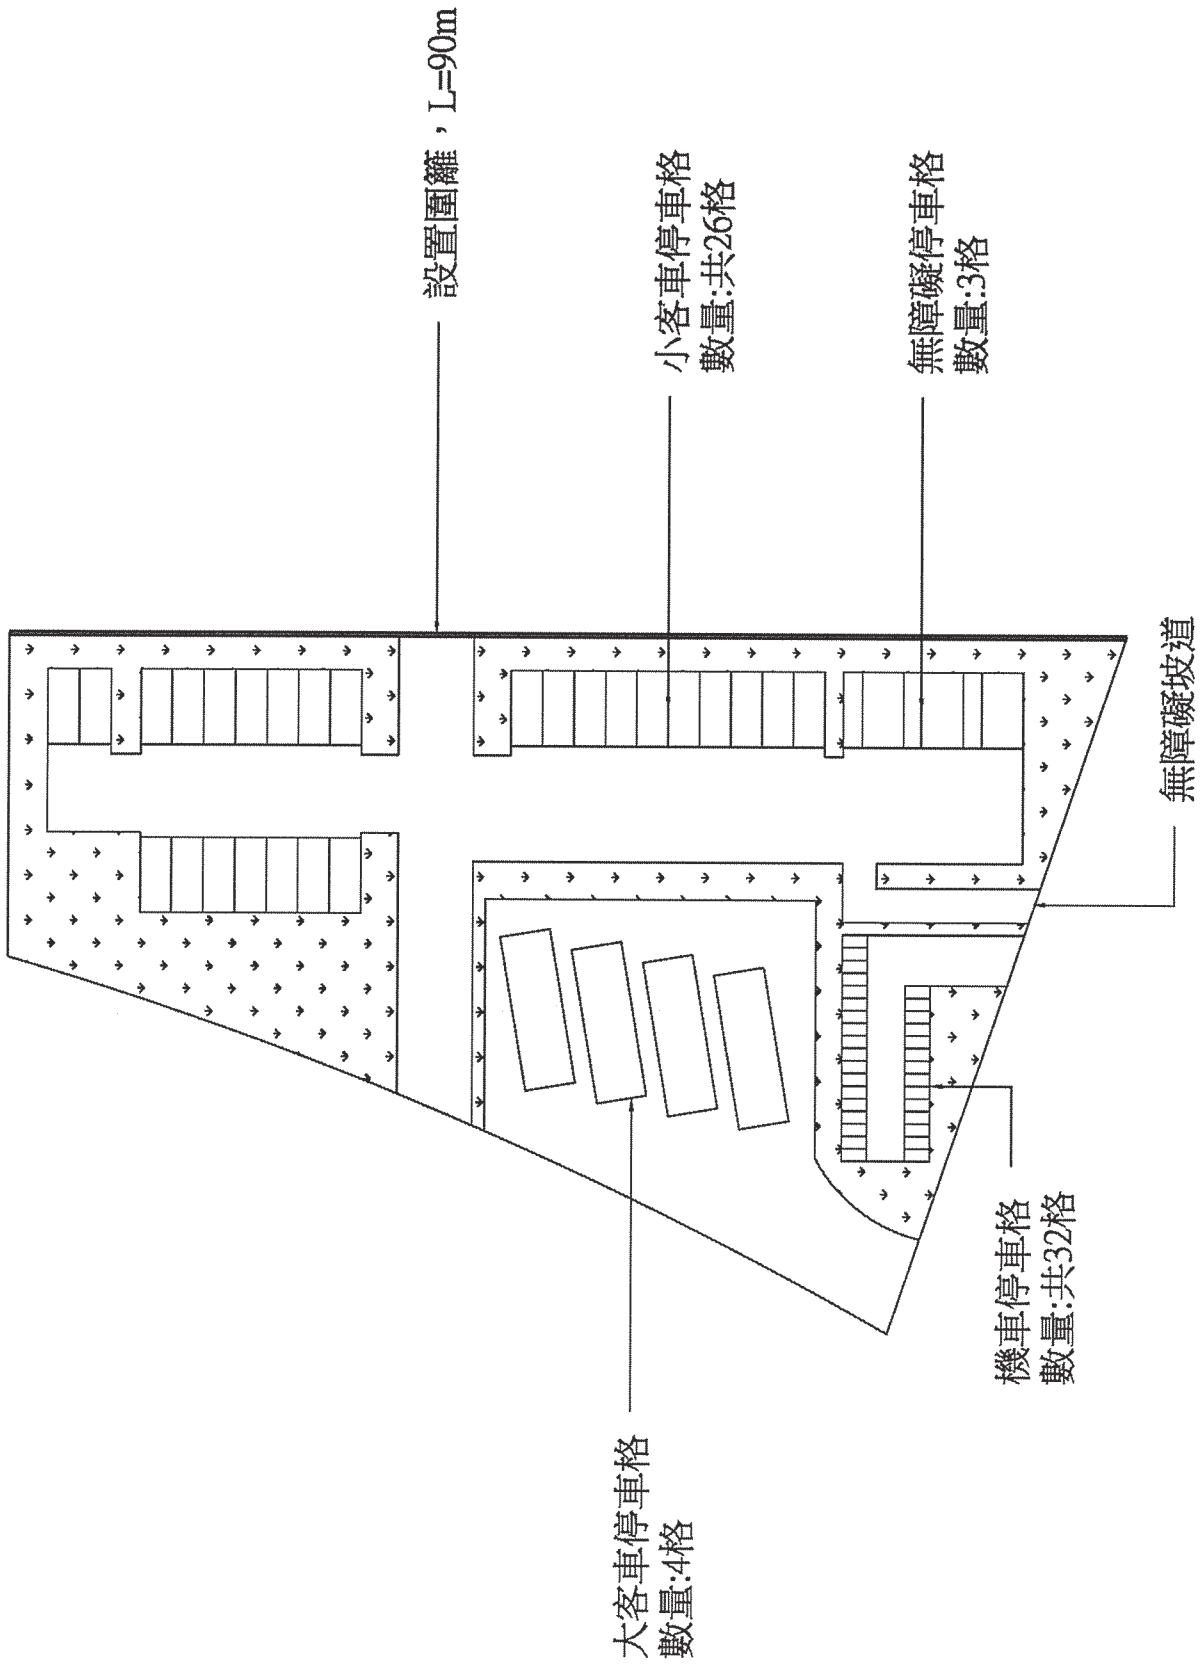 設置圍籬，L=90m
小客車停車格
數量:共26格
無障礙停車格
數量:3格
無障礙坡道
機車停車格
數量:共32格
大客車停車格
數量:4格